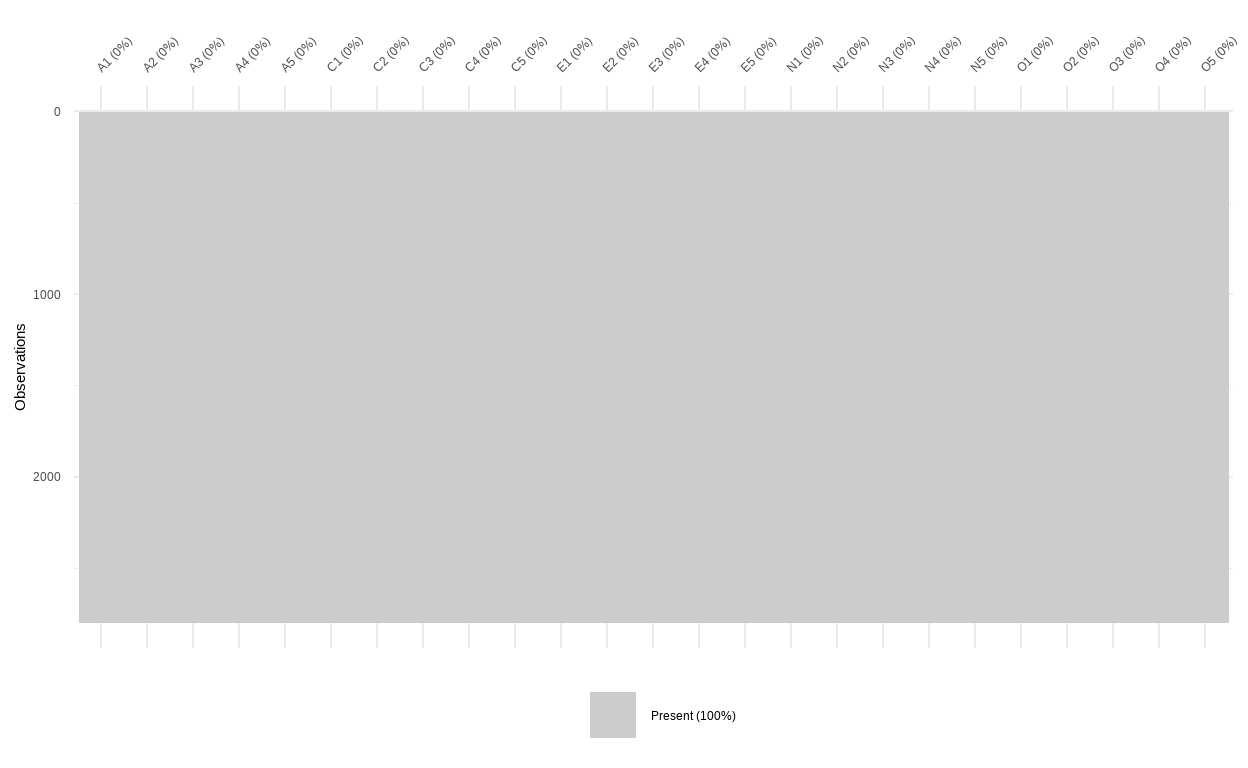 A1 (0%) A2 (0%) A3 (0%) A4 (0%) A5 (0%) C1 (0%) C2 (0%) C3 (0%) C4 (0%) C5 (0%) E1 (0%) E2 (0%) E3 (0%) E4 (0%) E5 (0%) N1 (0%) N2 (0%) N3 (0%) N4 (0%) N5 (0%) O1 (0%) O2 (0%) O3 (0%) O4 (0%) O5 (0%)
0
1000
Observations
2000
Present (100%)